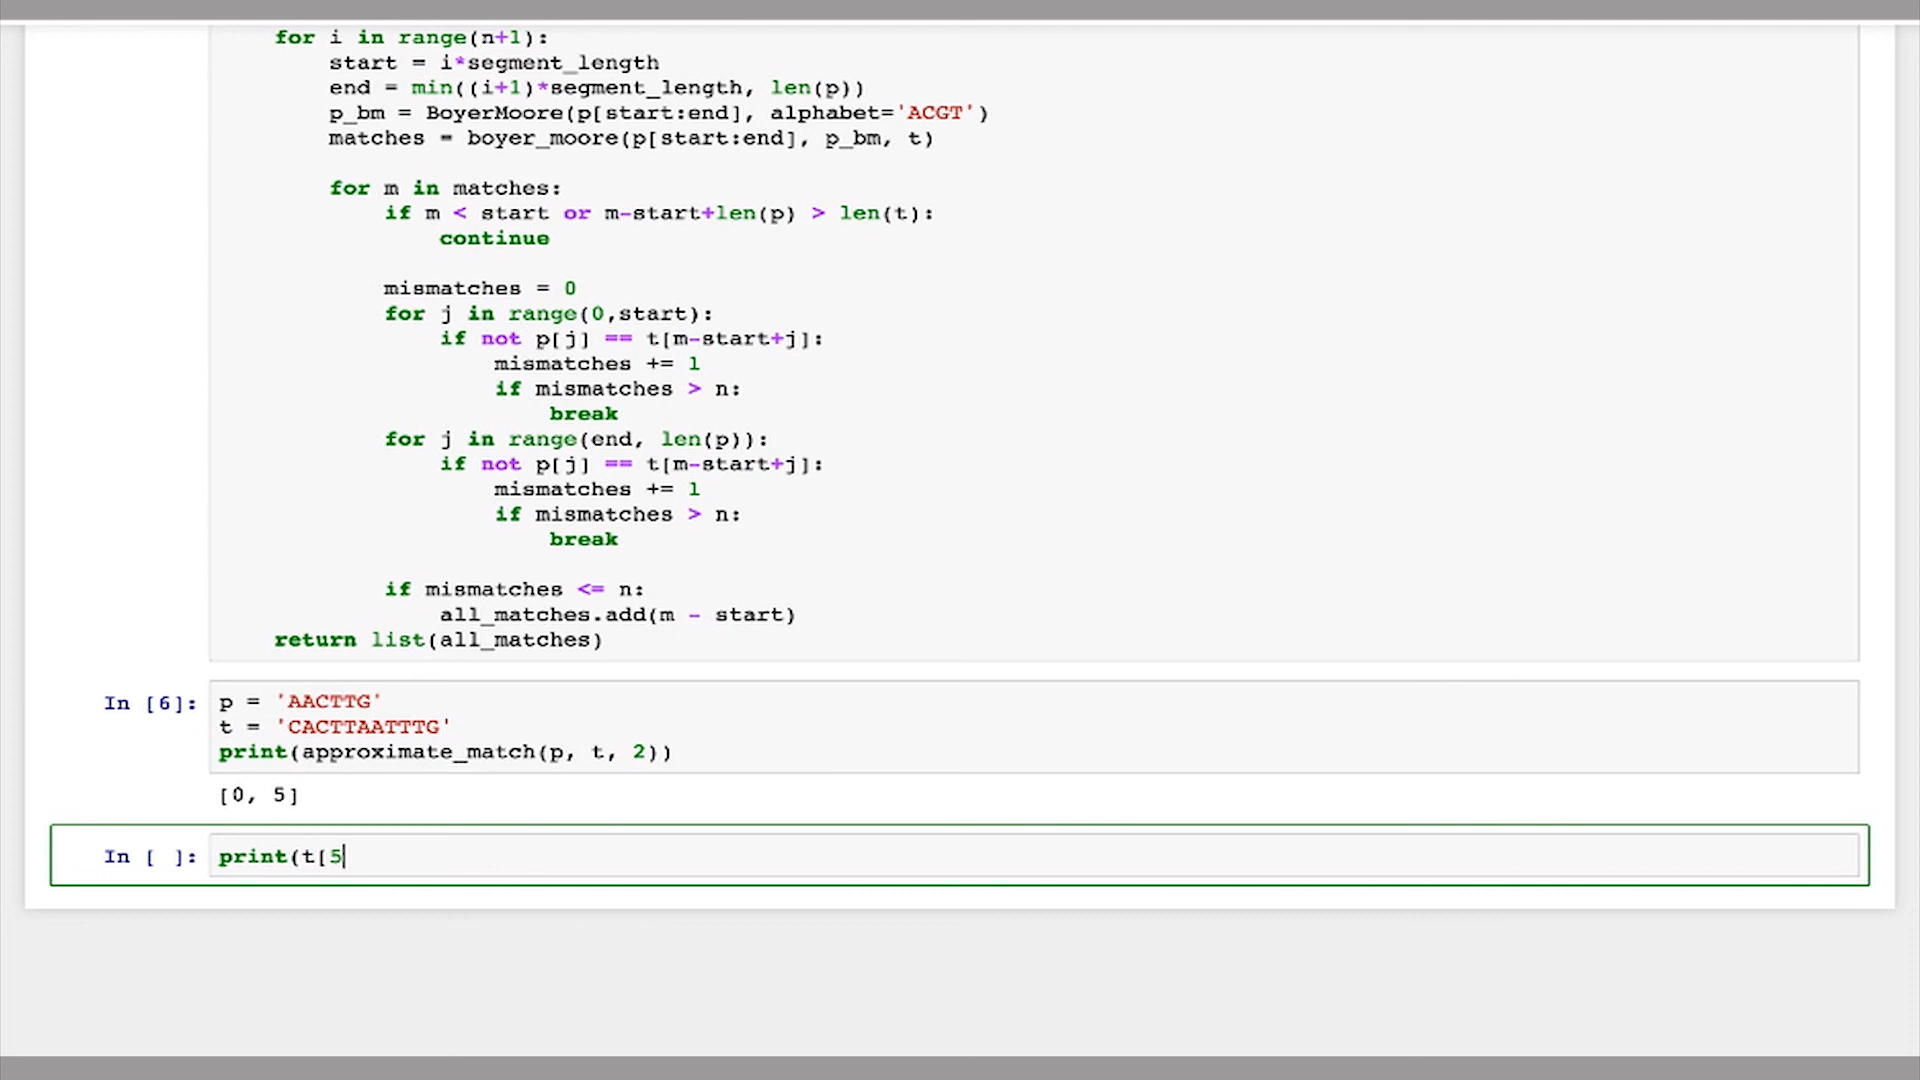 for i in range(n+1):
start = i*segment_length
end = min((i+1)*segment_length, len(p))
p_bm = BoyerMoore(p[start:end], alphabet='ACGT')
matches = boyer_moore(p[start:end], p_bm, t)
for m in matches:
if m < start or m-start+len(p) > len(t):
continue
mismatches = 0
for j in range(0,start):
if not p[j] == t[m-start+j]:
mismatches += 1
if mismatches > n:
break
for j in range(end, len(p)):
if not p[j] == t[m-start+j]:
mismatches += 1
if mismatches > n:
break
if mismatches <= n:
all_matches.add(m - start)
return list(all_matches)
In [6]: p = 'AACTTG'
t = 'CACTTAATTTG'
print(approximate_match(p, t, 2))
[0, 5]
In [ ]: print(t[5